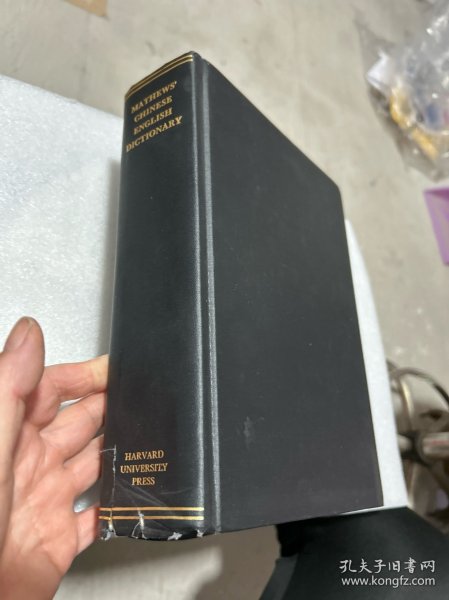 MATHEWS'
CHINESE
ENGLISH
DICTIONARY
HARVARD
UNIVERSITY
PRESS
孔夫子旧书网
www.kongfz.com